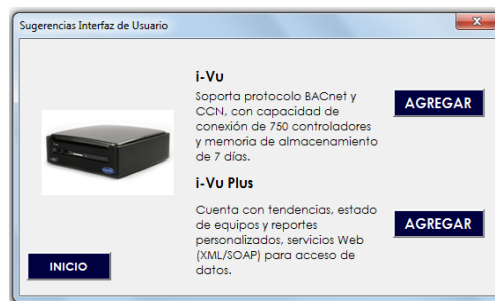 Sugerencias Interfaz de Usuario
i-Vu
Soporta protocolo BACnet y
CCN, con capacidad de
conexión de 750 controladores
y memoria de almacenamiento
de 7 días.
AGREGAR
i-Vu Plus
Cuenta con tendencias, estado
de equipos y reportes
personalizados, servicios Web
(XML/SOAP) para acceso de
datos.
AGREGAR
INICIO